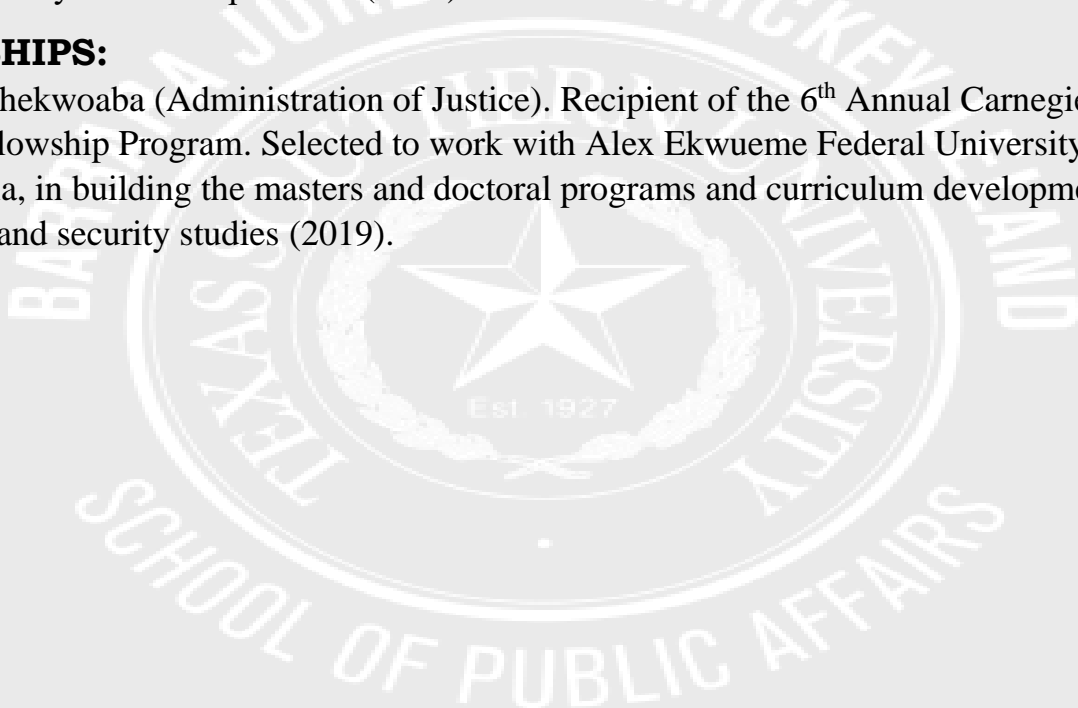 HIPS:
hekwoaba (Administration of Justice). Recipient of the 6th Annual Carnegie
lowship Program. Selected to work with Alex Ekwueme Federal University
a, in building the masters and doctoral programs and curriculum developme
and security studies (2019).
TEXAS SOUTHERN UNIVERSITY
Est. 1927
SCHOOL OF PUBLIC AFFAIRS